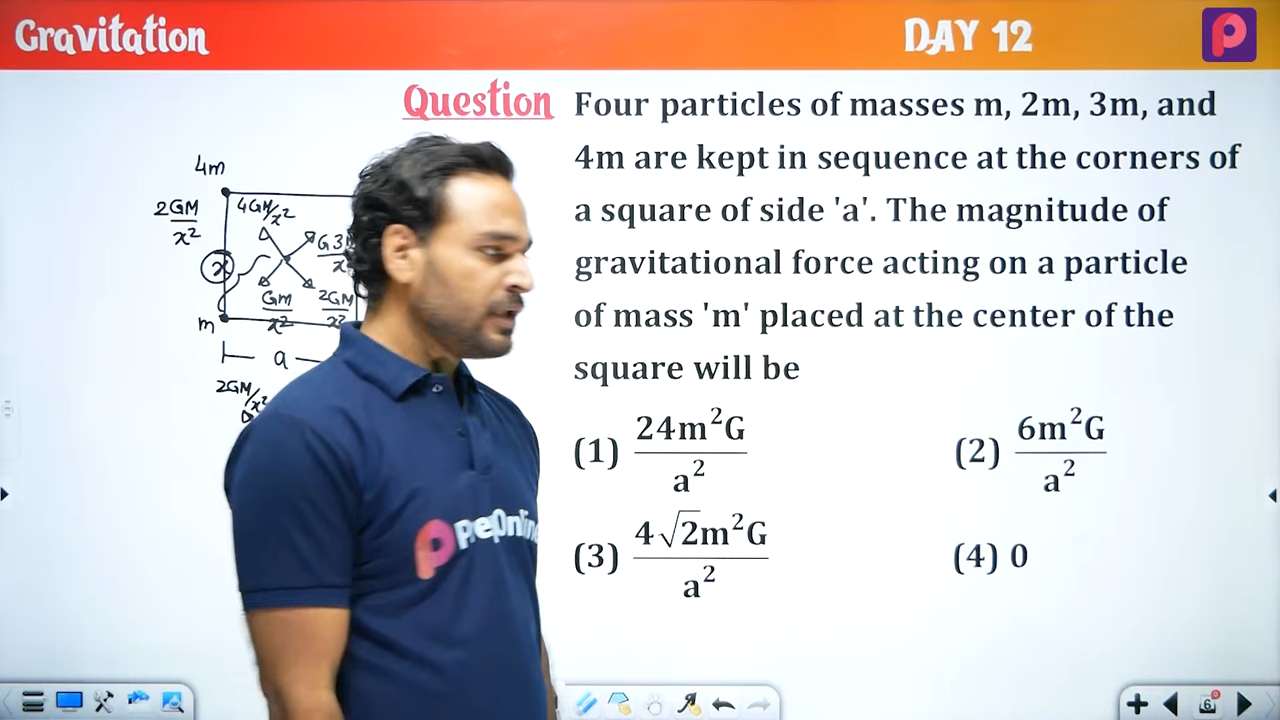 Gravitation
DAY 12
Question
Four particles of masses m, 2m, 3m, and
4m are kept in sequence at the corners of
a square of side 'a'. The magnitude of
gravitational force acting on a particle
of mass 'm' placed at the center of the
square will be
(1) 24m²G/a²
(2) 6m²G/a²
(3) 4√2m²G/a²
(4) 0
4m
2GM/x²
4GM/x²
G3
x
x
GM/x²
2GM/x²
m
a
2GM/x²
PrepOnline
6